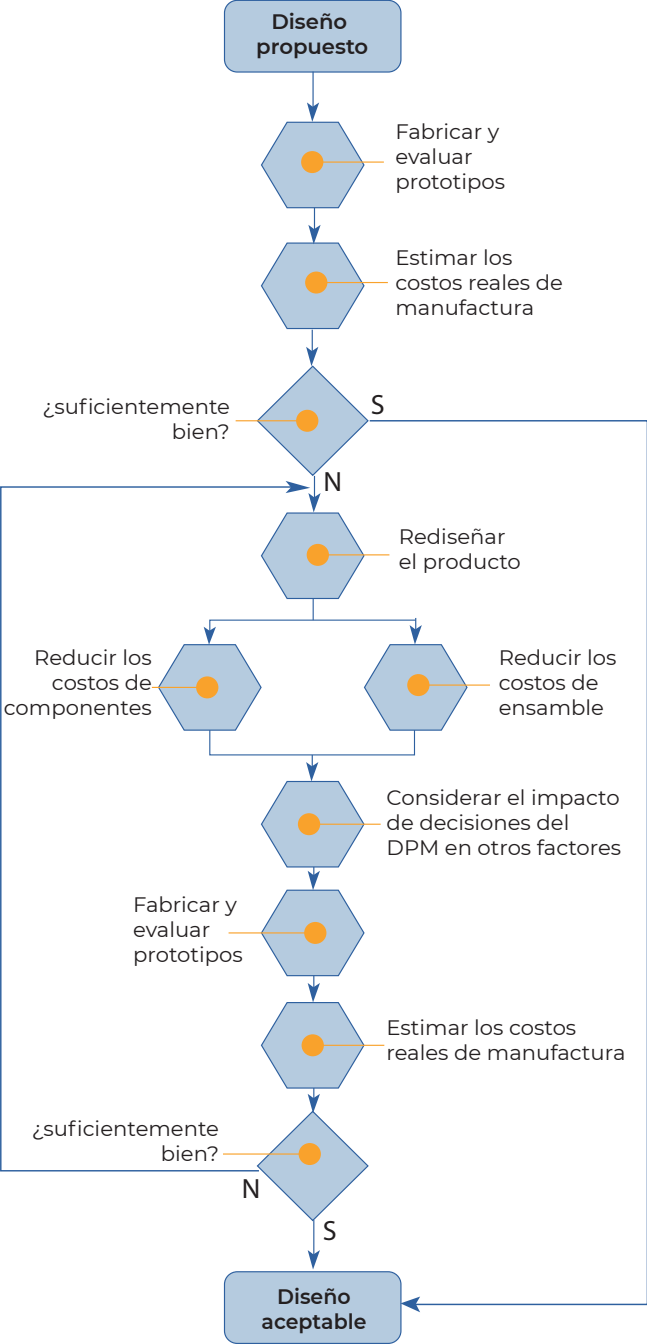 Diseño
propuesto
Fabricar y
evaluar
prototipos
Estimar los
costos reales de
manufactura
¿suficientemente
bien?
S
N
Rediseñar
el producto
Reducir los
costos de
componentes
Reducir los
costos de
ensamble
Considerar el impacto
de decisiones del
DPM en otros factores
Fabricar y
evaluar
prototipos
Estimar los costos
reales de manufactura
¿suficientemente
bien?
N
S
Diseño
aceptable